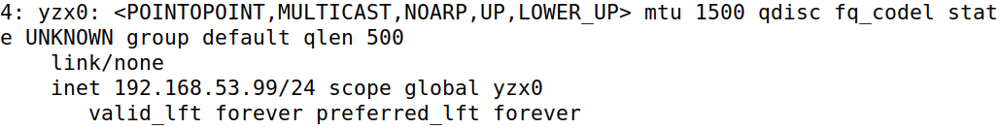 4: yzx0: <POINTOPOINT,MULTICAST,NOARP,UP,LOWER_UP> mtu 1500 qdisc fq_codel stat
e UNKNOWN group default qlen 500
    link/none
    inet 192.168.53.99/24 scope global yzx0
       valid_lft forever preferred_lft forever